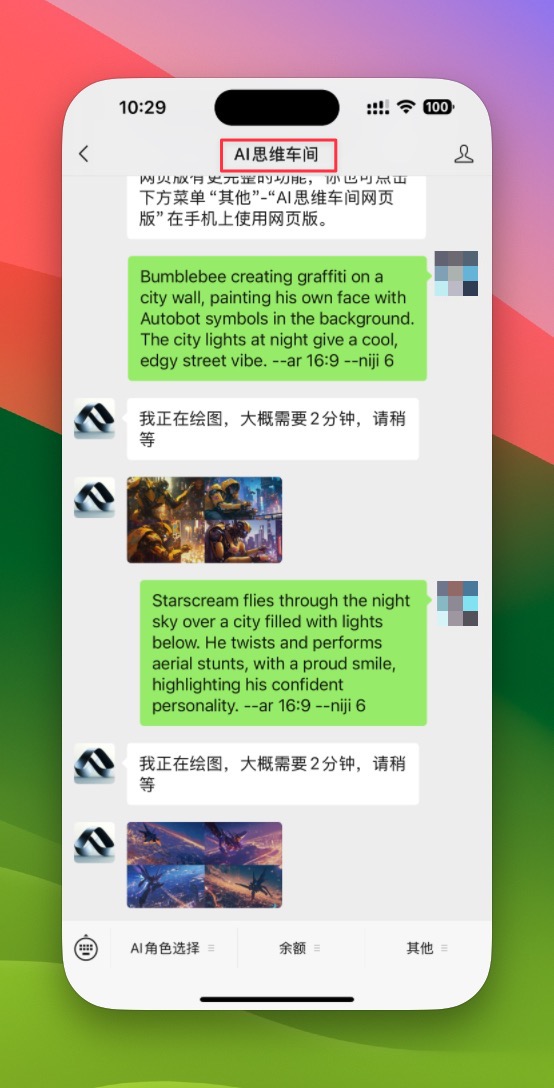 10:29
100
AI思维车间
网页版有更完整的功能，你也可点击
下方菜单“其他”-“AI思维车间网页
版”在手机上使用网页版。
Bumblebee creating graffiti on a
city wall, painting his own face with
Autobot symbols in the background.
The city lights at night give a cool,
edgy street vibe. --ar 16:9 --niji 6
我正在绘图，大概需要2分钟，请稍
等
Starscream flies through the night
sky over a city filled with lights
below. He twists and performs
aerial stunts, with a proud smile,
highlighting his confident
personality. --ar 16:9 --niji 6
我正在绘图，大概需要2分钟，请稍
等
AI角色选择
余额
其他